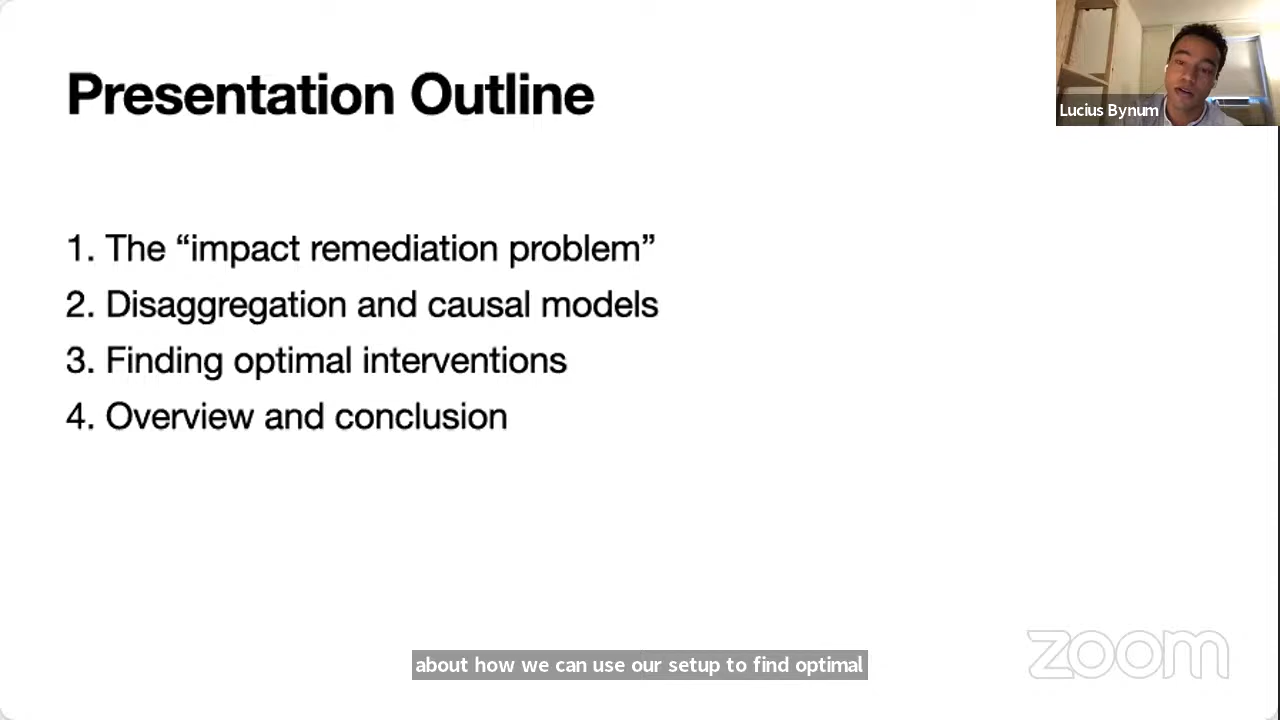 Presentation Outline
Lucius Bynum
1. The “impact remediation problem”
2. Disaggregation and causal models
3. Finding optimal interventions
4. Overview and conclusion
about how we can use our setup to find optimal
zoom